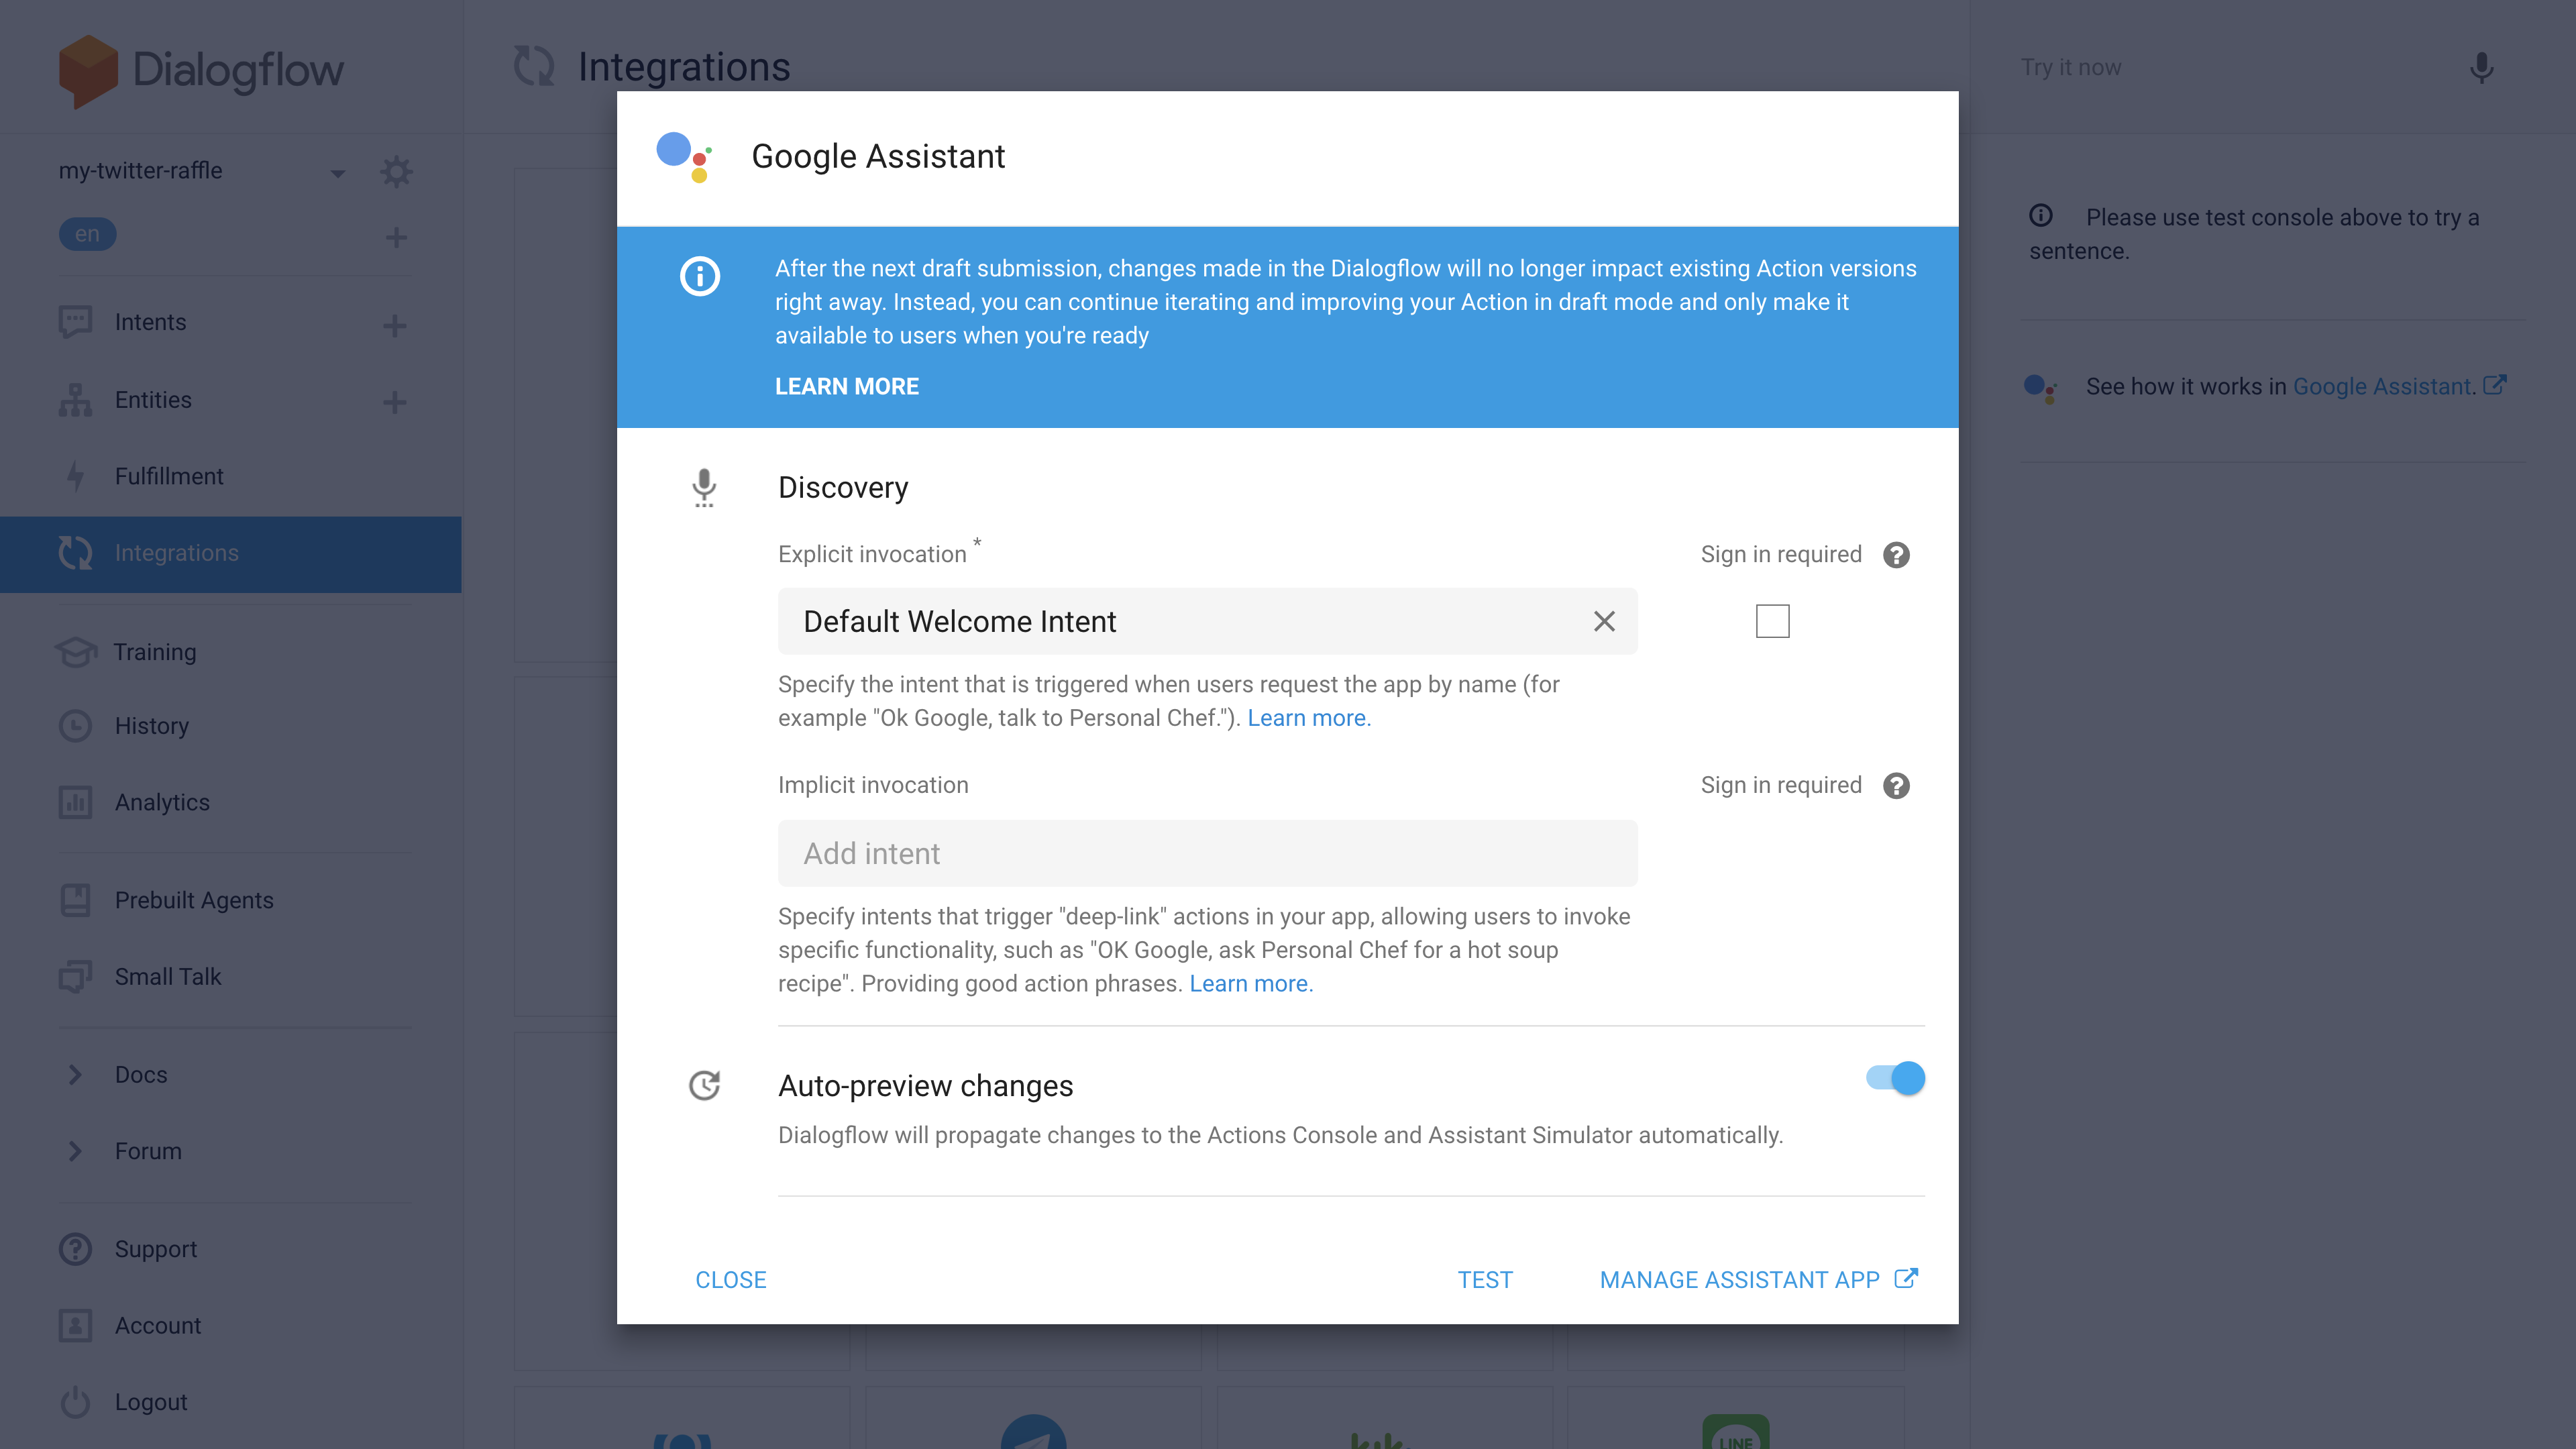 Dialogflow
my-twitter-raffle
en
Intents
Entities
Fulfillment
Integrations
Training
History
Analytics
Prebuilt Agents
Small Talk
Docs
Forum
Support
Account
Logout
Integrations
Google Assistant
After the next draft submission, changes made in the Dialogflow will no longer impact existing Action versions
right away. Instead, you can continue iterating and improving your Action in draft mode and only make it
available to users when you're ready
LEARN MORE
Discovery
Explicit invocation *
Sign in required
Default Welcome Intent
Specify the intent that is triggered when users request the app by name (for
example "Ok Google, talk to Personal Chef."). Learn more.
Implicit invocation
Sign in required
Add intent
Specify intents that trigger "deep-link" actions in your app, allowing users to invoke
specific functionality, such as "OK Google, ask Personal Chef for a hot soup
recipe". Providing good action phrases. Learn more.
Auto-preview changes
Dialogflow will propagate changes to the Actions Console and Assistant Simulator automatically.
CLOSE
TEST
MANAGE ASSISTANT APP
LINE
Try it now
Please use test console above to try a
sentence.
See how it works in Google Assistant.